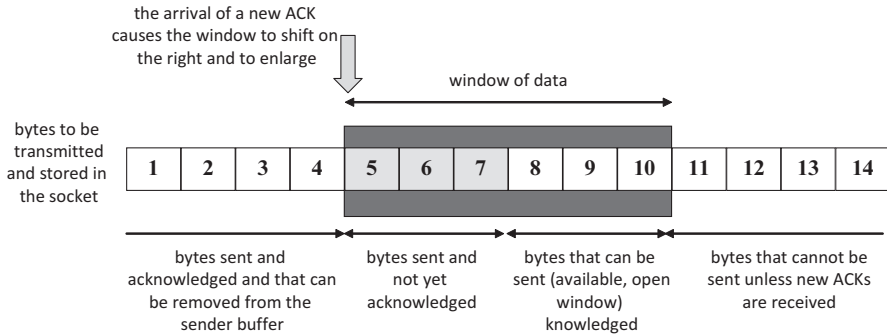 the arrival of a new ACK
causes the window to shift on
the right and to enlarge
window of data
bytes to be
transmitted
and stored in
the socket
1 2 3 4 5 6 7 8 9 10 11 12 13 14
bytes sent and
acknowledged and that can
be removed from the
sender buffer
bytes sent and
not yet
acknowledged
bytes that can be
sent (available, open
window)
knowledged
bytes that cannot be
sent unless new ACKs
are received